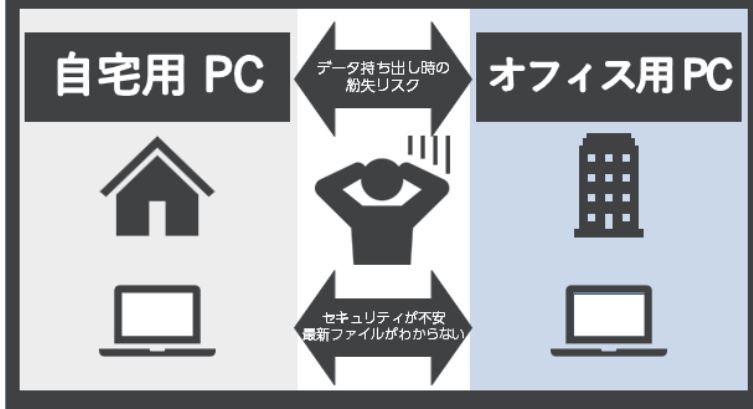 自宅用 PC
データ持ち出し時の
紛失リスク
オフィス用 PC
セキュリティが不安
最新ファイルがわからない